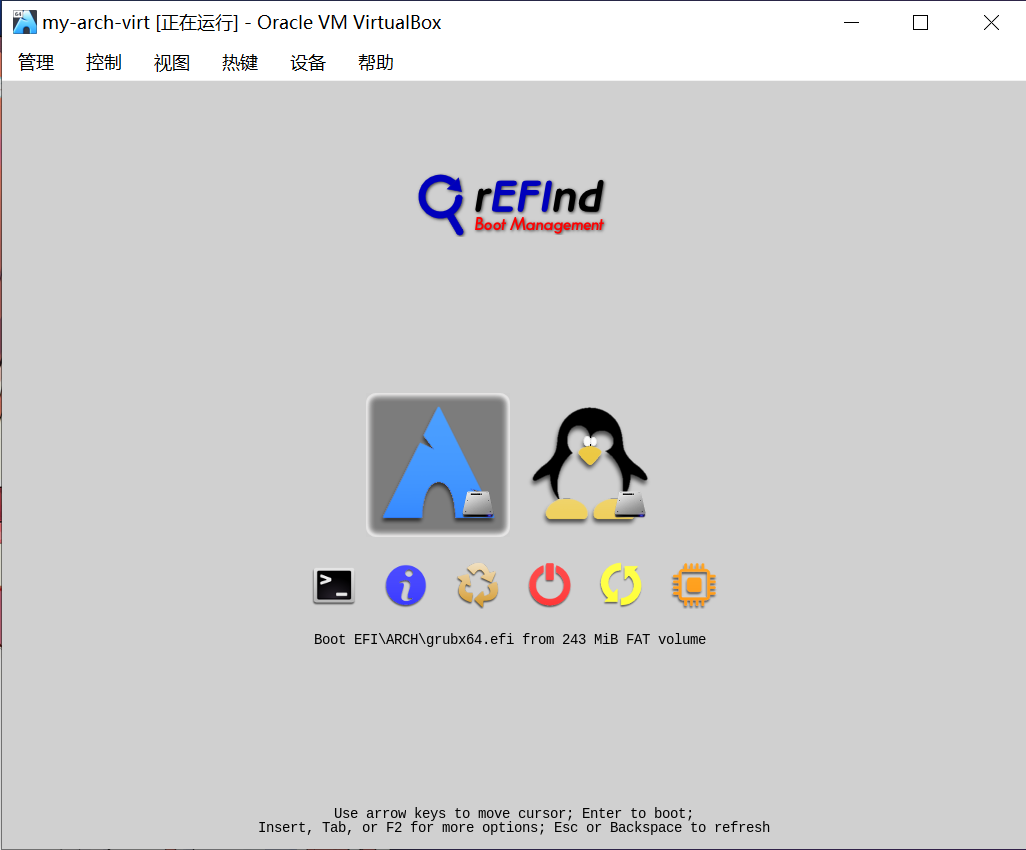 64
my-arch-virt [正在运行] - Oracle VM VirtualBox
管理 控制 视图 热键 设备 帮助
rEFInd
Boot Management
>_
i
Boot EFI\ARCH\grubx64.efi from 243 MiB FAT volume
Use arrow keys to move cursor; Enter to boot;
Insert, Tab, or F2 for more options; Esc or Backspace to refresh